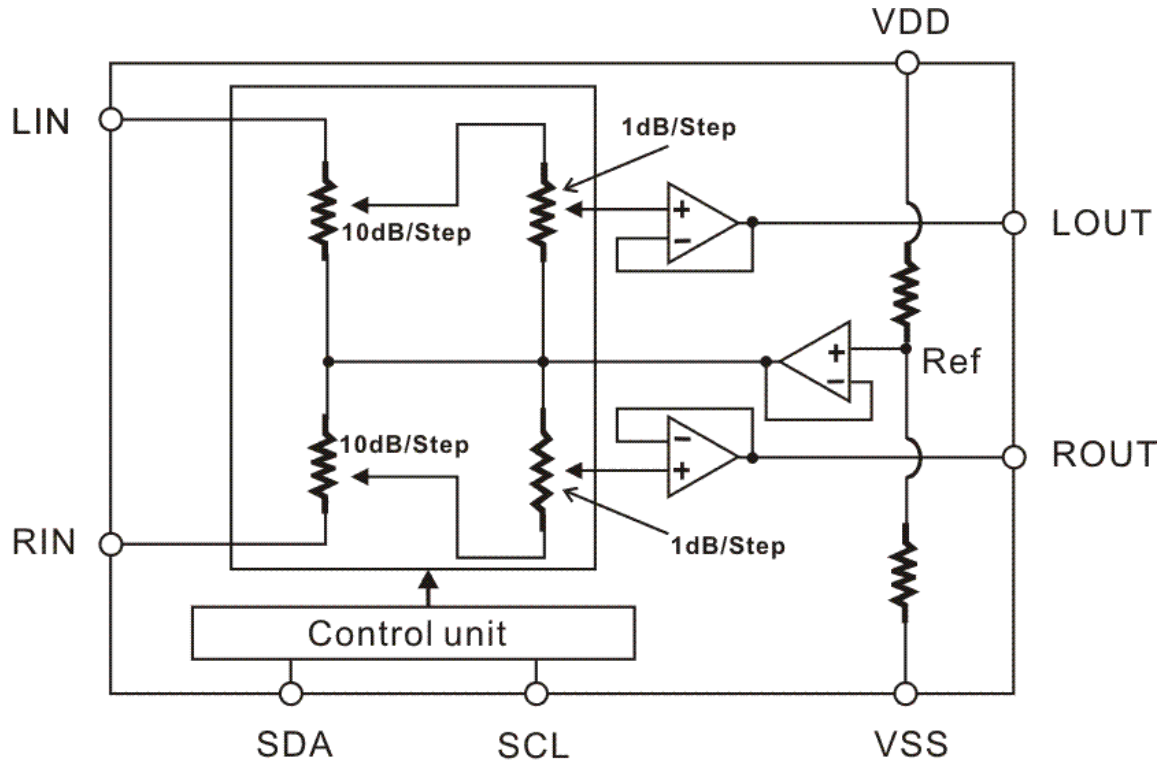 VDD
LIN
1dB/Step
+
10dB/Step
−
LOUT
+
Ref
−
10dB/Step
−
ROUT
+
RIN
1dB/Step
Control unit
SDA
SCL
VSS